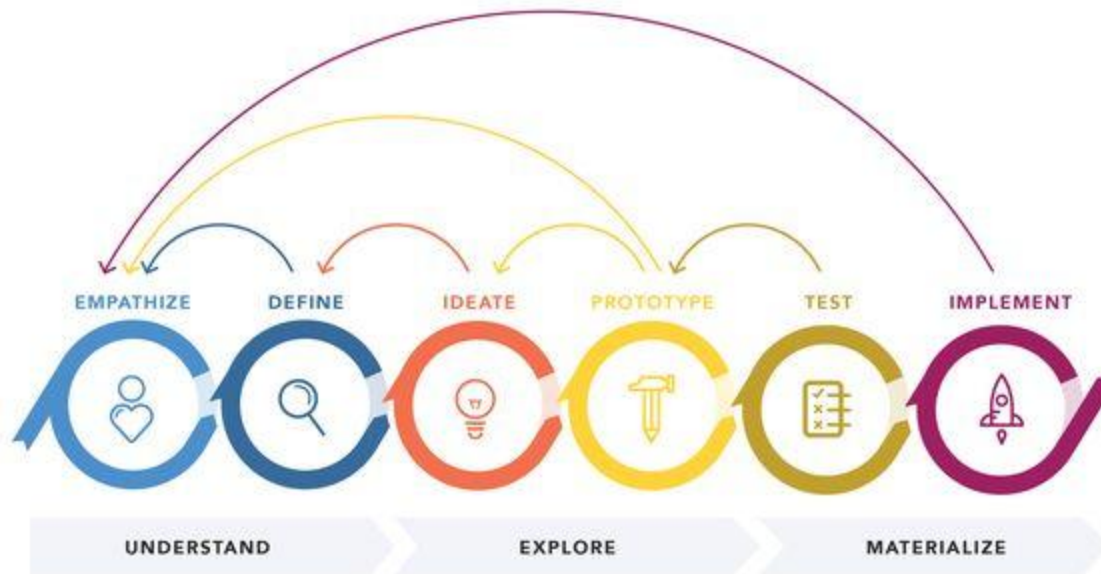 EMPATHIZE
DEFINE
IDEATE
PROTOTYPE
TEST
IMPLEMENT
UNDERSTAND
EXPLORE
MATERIALIZE